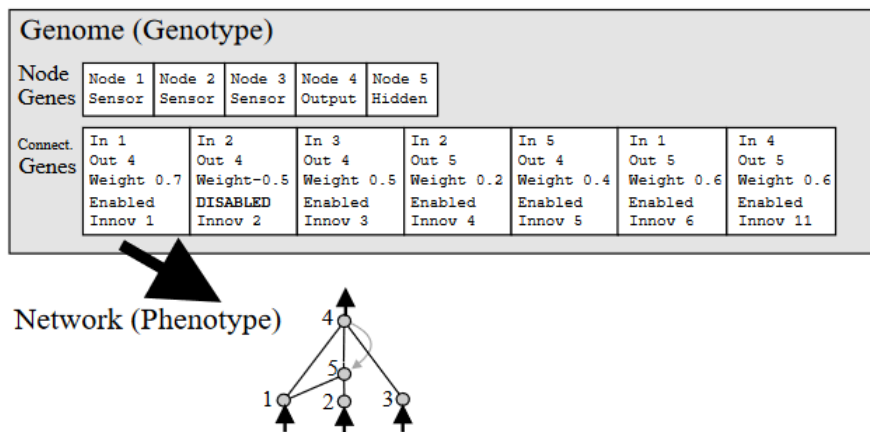 Genome (Genotype)
Node Genes
Node 1 Node 2 Node 3 Node 4 Node 5
Sensor Sensor Sensor Output Hidden
Connect. Genes
In 1 In 2 In 3 In 2 In 5 In 1 In 4
Out 4 Out 4 Out 4 Out 5 Out 4 Out 5 Out 5
Weight 0.7 Weight-0.5 Weight 0.5 Weight 0.2 Weight 0.4 Weight 0.6 Weight 0.6
Enabled DISABLED Enabled Enabled Enabled Enabled Enabled
Innov 1 Innov 2 Innov 3 Innov 4 Innov 5 Innov 6 Innov 11
Network (Phenotype)
4
5
1 2 3